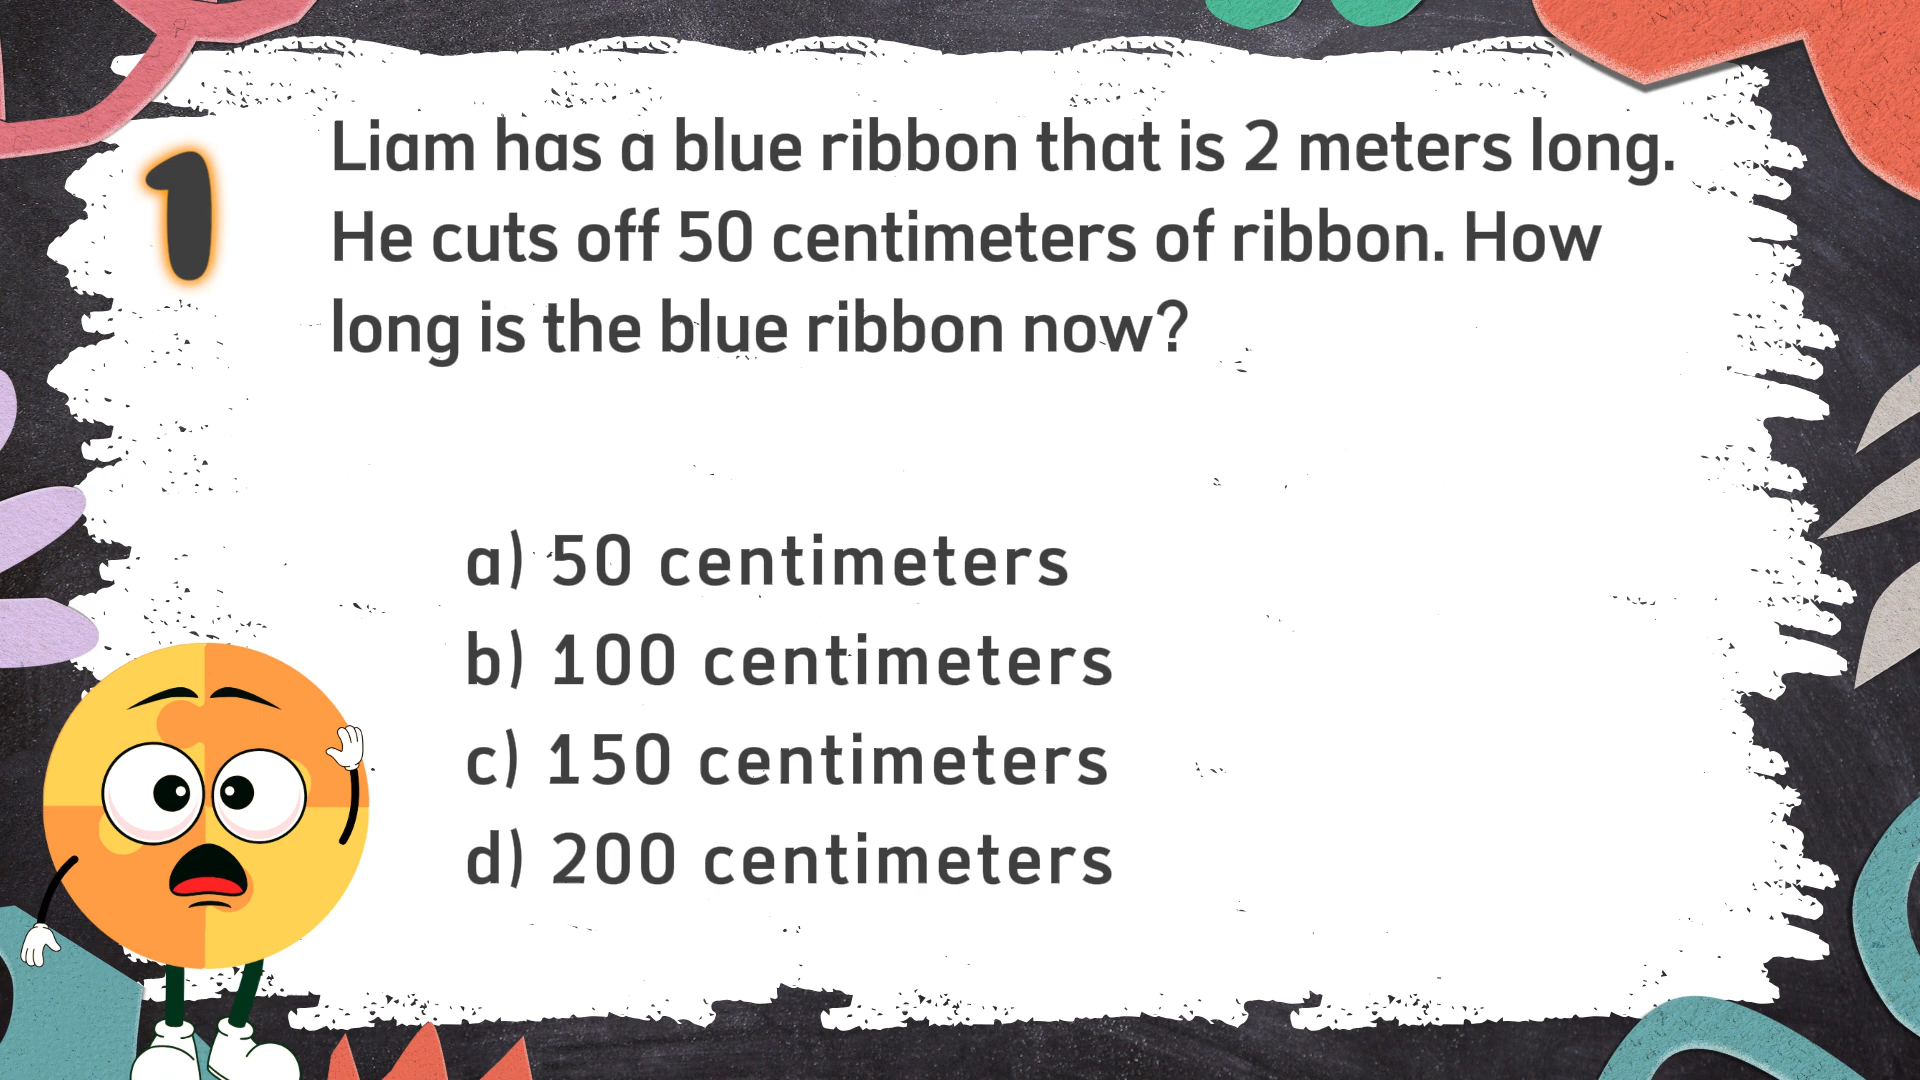 1
Liam has a blue ribbon that is 2 meters long.
He cuts off 50 centimeters of ribbon. How
long is the blue ribbon now?
a) 50 centimeters
b) 100 centimeters
c) 150 centimeters
d) 200 centimeters